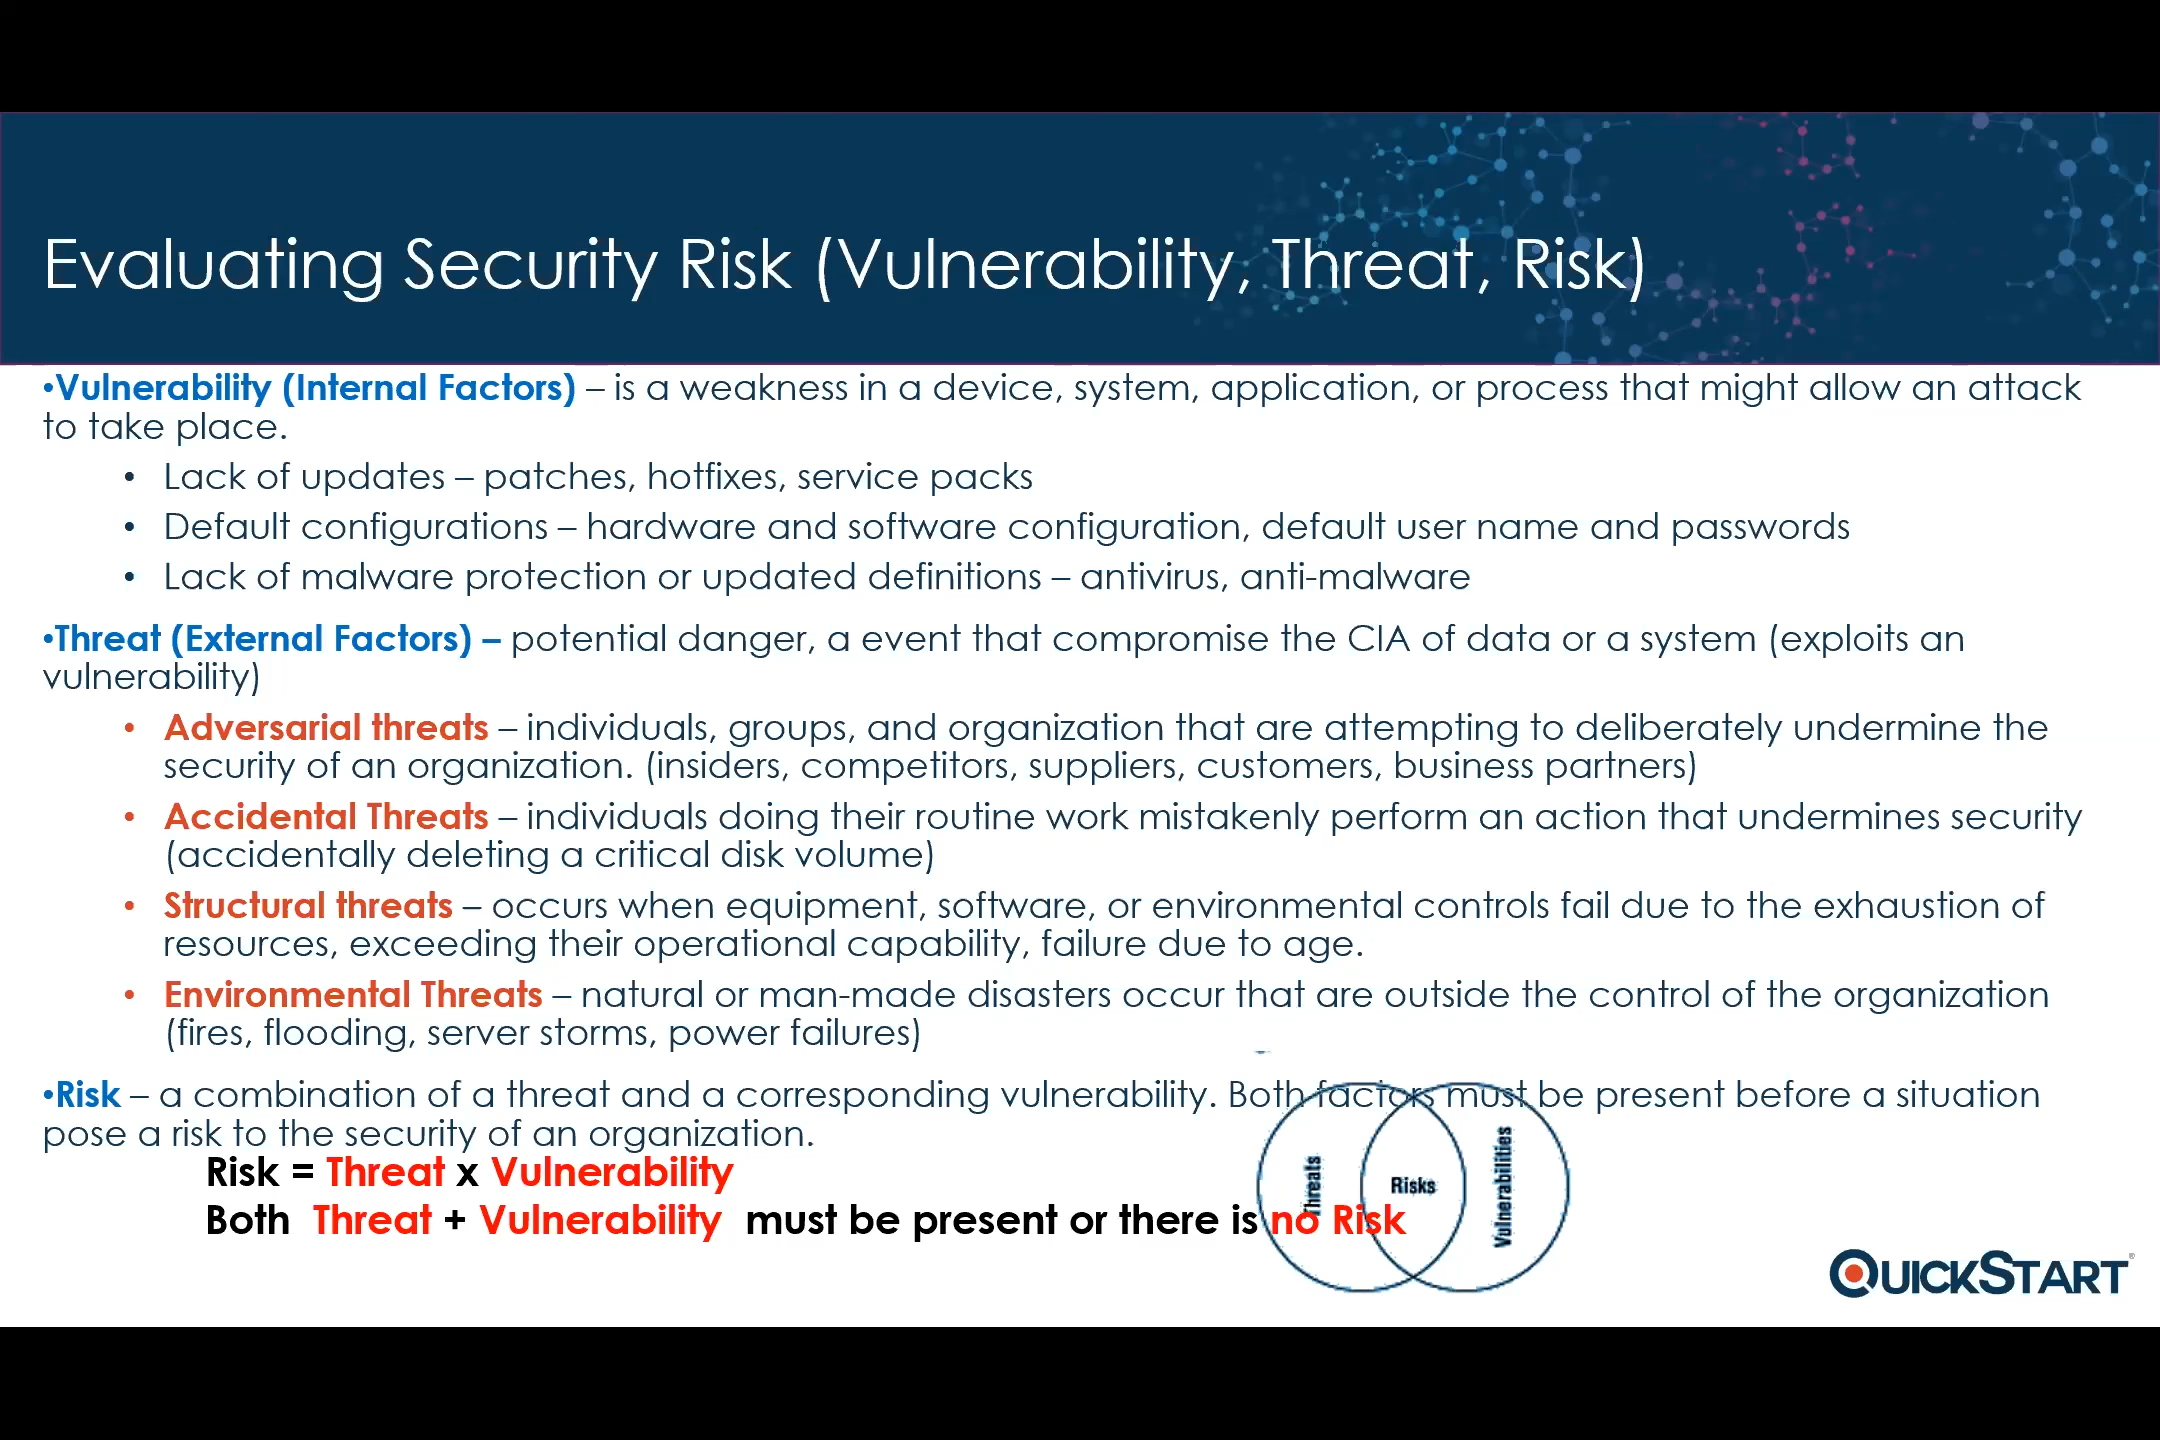 Evaluating Security Risk (Vulnerability, Threat, Risk)
•Vulnerability (Internal Factors) – is a weakness in a device, system, application, or process that might allow an attack
to take place.
• Lack of updates – patches, hotfixes, service packs
• Default configurations – hardware and software configuration, default user name and passwords
• Lack of malware protection or updated definitions – antivirus, anti-malware
•Threat (External Factors) – potential danger, a event that compromise the CIA of data or a system (exploits an
vulnerability)
• Adversarial threats – individuals, groups, and organization that are attempting to deliberately undermine the
security of an organization. (insiders, competitors, suppliers, customers, business partners)
• Accidental Threats – individuals doing their routine work mistakenly perform an action that undermines security
(accidentally deleting a critical disk volume)
• Structural threats – occurs when equipment, software, or environmental controls fail due to the exhaustion of
resources, exceeding their operational capability, failure due to age.
• Environmental Threats – natural or man-made disasters occur that are outside the control of the organization
(fires, flooding, server storms, power failures)
•Risk – a combination of a threat and a corresponding vulnerability. Both factors must be present before a situation
pose a risk to the security of an organization.
Risk = Threat x Vulnerability
Both Threat + Vulnerability must be present or there is no Risk
Threats
Risks
Vulnerabilities
QUICKSTART®